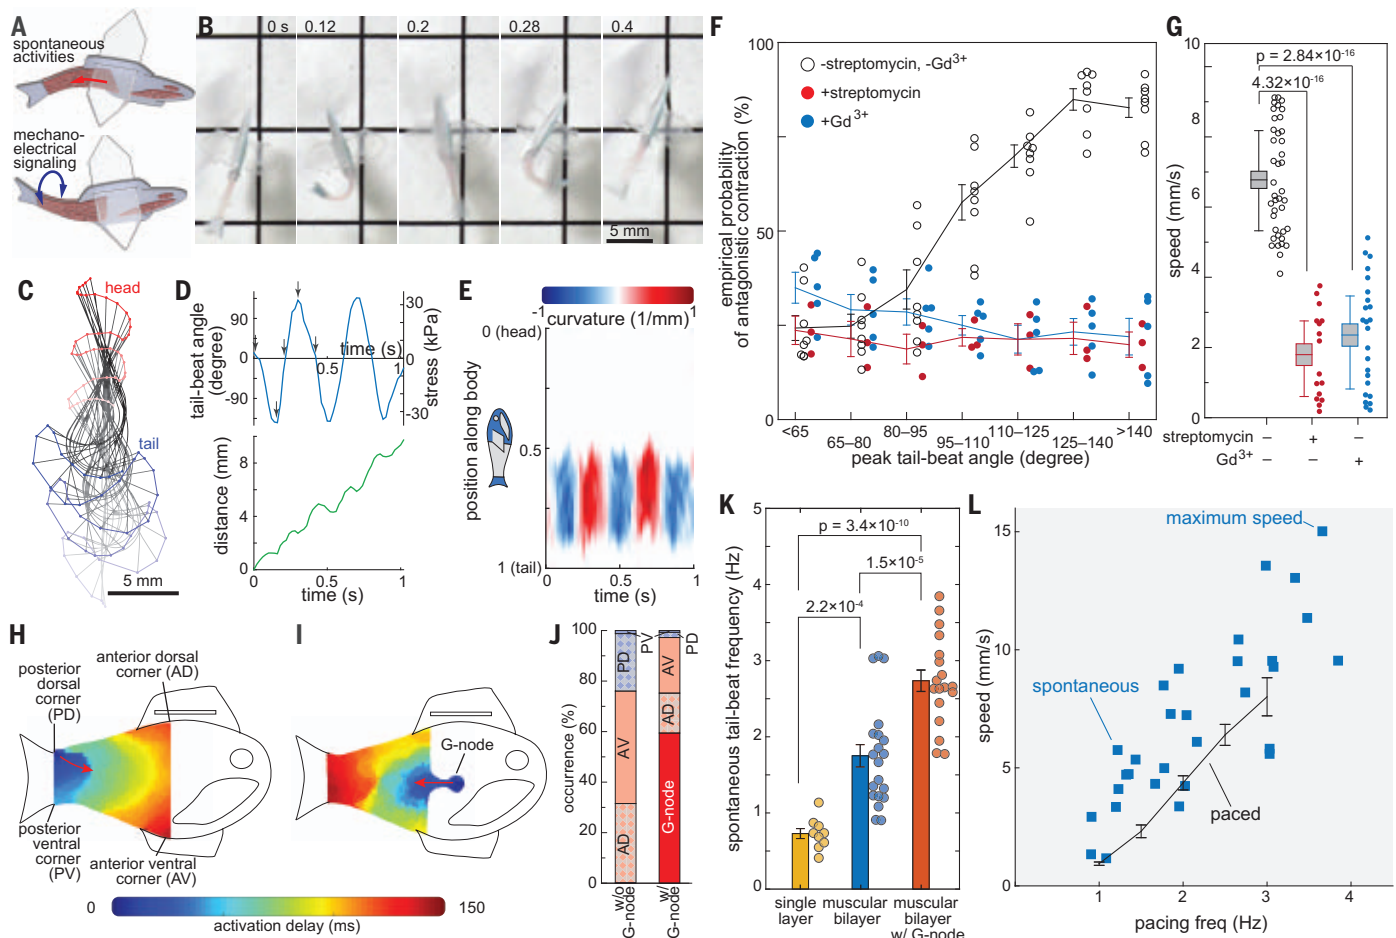 A
spontaneous
activities
mechano-
electrical
signaling
B
0 s
0.12
0.2
0.28
0.4
5 mm
C
head
tail
5 mm
D
tail-beat angle
(degree)
90
0
-90
time (s)
0.5
1
30
0
-30
stress (kPa)
distance (mm)
8
4
0
0
0.5
1
time (s)
E
-1
curvature (1/mm)
1
position along body
0 (head)
0.5
1 (tail)
0
0.5
1
time (s)
F
empirical probability
of antagonistic contraction (%)
100
50
0
-streptomycin, -Gd³⁺
+streptomycin
+Gd³⁺
<65
65–80
80–95
95–110
110–125
125–140
>140
peak tail-beat angle (degree)
G
speed (mm/s)
10
8
6
4
2
0
p = 2.84×10⁻¹⁶
4.32×10⁻¹⁶
streptomycin – + –
Gd³⁺ – – +
H
posterior
dorsal
corner
(PD)
anterior dorsal
corner (AD)
posterior
ventral
corner
(PV)
anterior ventral
corner (AV)
I
G-node
0
150
activation delay (ms)
J
occurrence (%)
100
80
60
40
20
0
PD
AV
AD
PV
AV
AD
G-node
PD
w/o
G-node
w/
G-node
K
spontaneous tail-beat frequency (Hz)
5
4
3
2
1
0
p = 3.4×10⁻¹⁰
1.5×10⁻⁵
2.2×10⁻⁴
single
layer
muscular
bilayer
muscular
bilayer
w/ G-node
L
speed (mm/s)
15
10
5
0
maximum speed
spontaneous
paced
1
2
3
4
pacing freq (Hz)